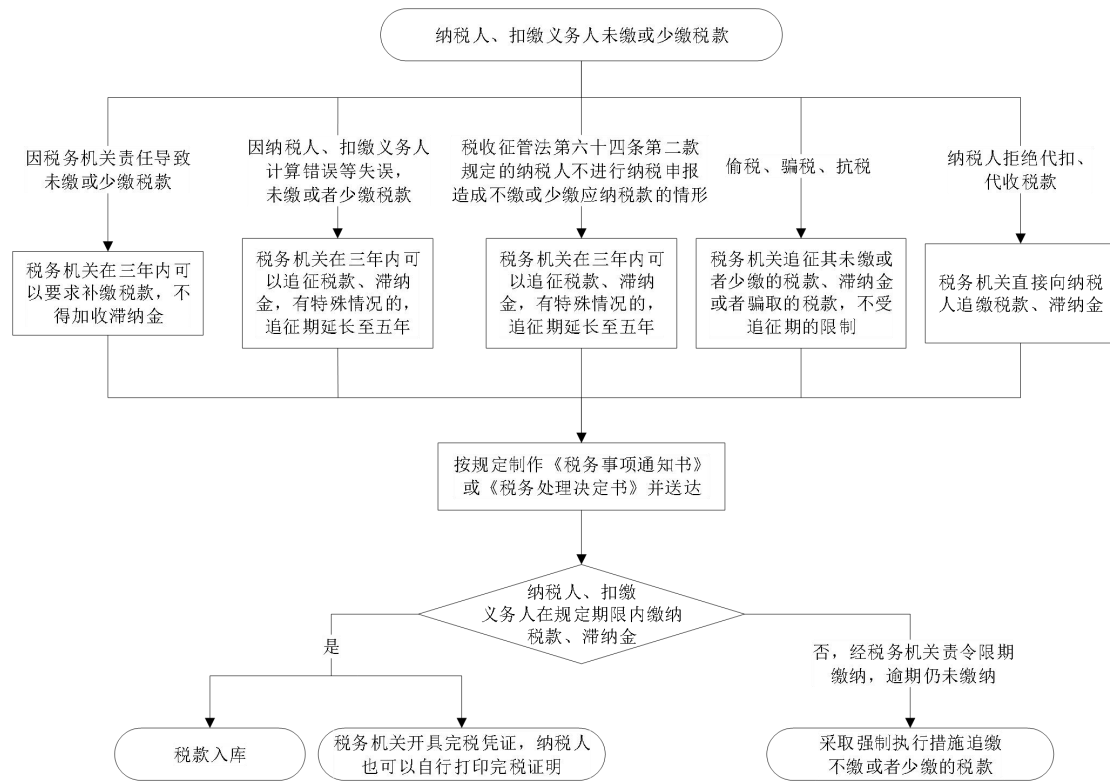 纳税人、扣缴义务人未缴或少缴税款
因税务机关责任导致
未缴或少缴税款
因纳税人、扣缴义务人
计算错误等失误，
未缴或者少缴税款
税收征管法第六十四条第二款
规定的纳税人不进行纳税申报
造成不缴或少缴应纳税款的情形
偷税、骗税、抗税
纳税人拒绝代扣、
代收税款
税务机关在三年内可
以要求补缴税款，不
得加收滞纳金
税务机关在三年内可
以追征税款、滞纳
金，有特殊情况的，
追征期延长至五年
税务机关在三年内可
以追征税款、滞纳
金，有特殊情况的，
追征期延长至五年
税务机关追征其未缴或
者少缴的税款、滞纳金
或者骗取的税款，不受
追征期的限制
税务机关直接向纳税
人追缴税款、滞纳金
按规定制作《税务事项通知书》
或《税务处理决定书》并送达
纳税人、扣缴
义务人在规定期限内缴纳
税款、滞纳金
是
否，经税务机关责令限期
缴纳，逾期仍未缴纳
税款入库
税务机关开具完税凭证，纳税人
也可以自行打印完税证明
采取强制执行措施追缴
不缴或者少缴的税款